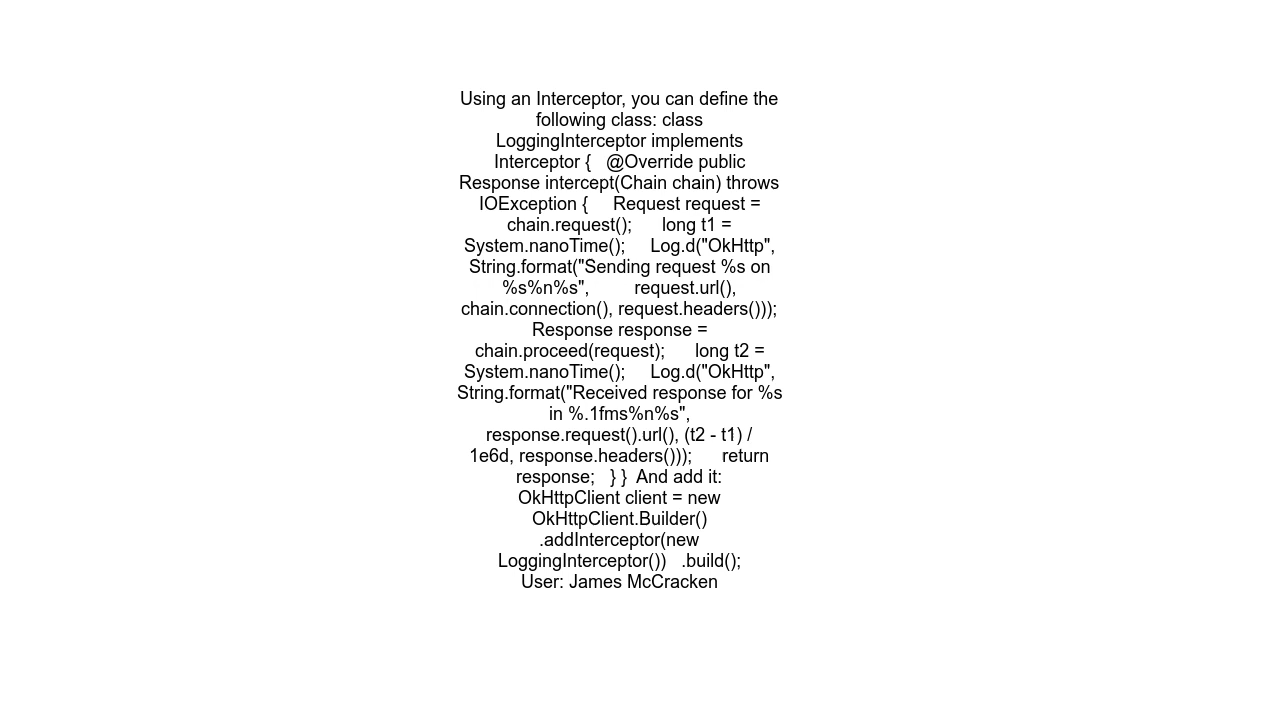 Using an Interceptor, you can define the
following class: class
LoggingInterceptor implements
Interceptor {   @Override public
Response intercept(Chain chain) throws
IOException {     Request request =
chain.request();      long t1 =
System.nanoTime();     Log.d("OkHttp",
String.format("Sending request %s on
%s%n%s",         request.url(),
chain.connection(), request.headers()));
Response response =
chain.proceed(request);      long t2 =
System.nanoTime();     Log.d("OkHttp",
String.format("Received response for %s
in %.1fms%n%s",
response.request().url(), (t2 - t1) /
1e6d, response.headers()));      return
response;   } }  And add it:
OkHttpClient client = new
OkHttpClient.Builder()
.addInterceptor(new
LoggingInterceptor())   .build();
User: James McCracken